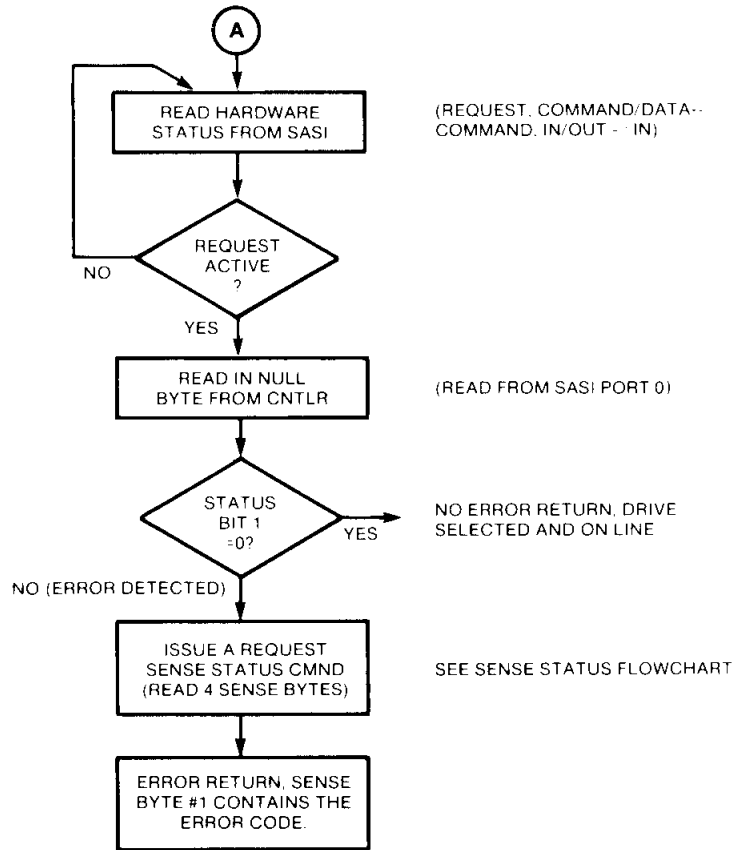 A
READ HARDWARE
STATUS FROM SASI
(REQUEST, COMMAND/DATA--
COMMAND, IN/OUT - IN)
REQUEST
ACTIVE
?
NO
YES
READ IN NULL
BYTE FROM CNTLR
(READ FROM SASI PORT 0)
STATUS
BIT 1
=0?
YES
NO ERROR RETURN, DRIVE
SELECTED AND ON LINE
NO (ERROR DETECTED)
ISSUE A REQUEST
SENSE STATUS CMND
(READ 4 SENSE BYTES)
SEE SENSE STATUS FLOWCHART
ERROR RETURN, SENSE
BYTE #1 CONTAINS THE
ERROR CODE.